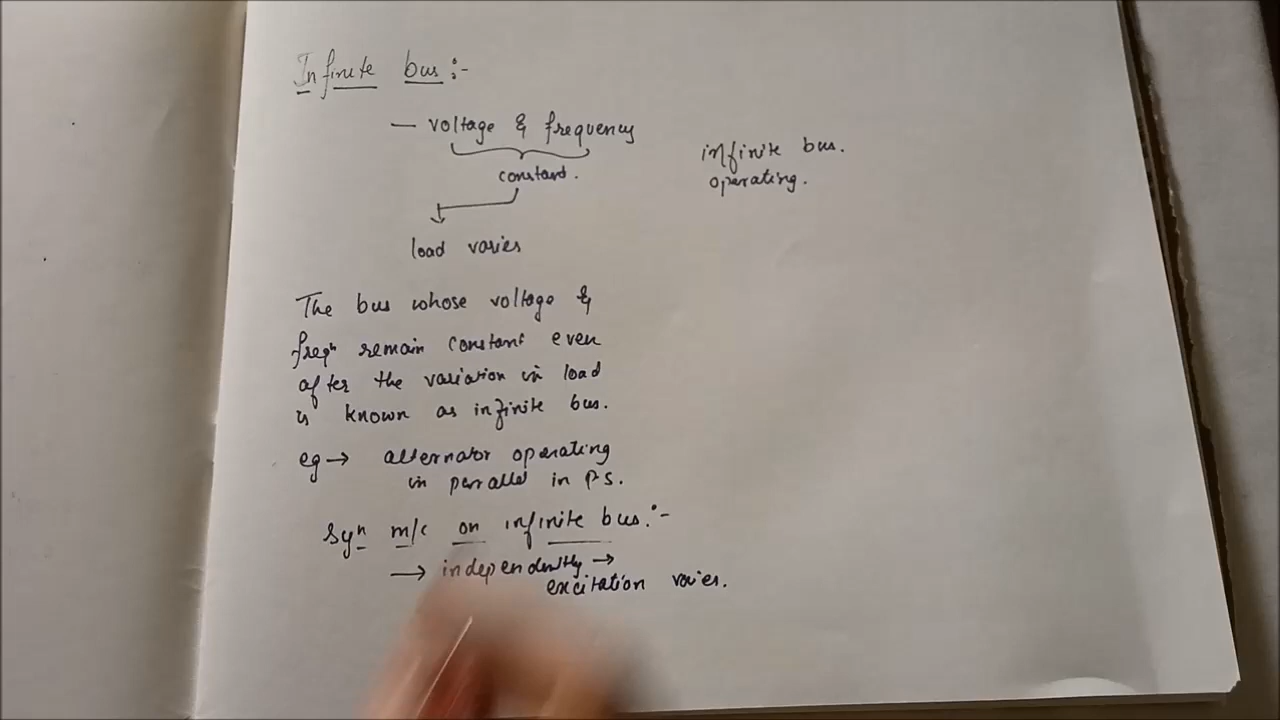 Infinite bus:-
— voltage & frequency
constant.
load varies
infinite bus.
operating.
The bus whose voltage &
freqⁿ remain constant even
after the variation in load
is known as infinite bus.
eg → alternator operating
in parallel in P.S.
Synⁿ m/c on infinite bus:-
→ independently →
excitation varies.